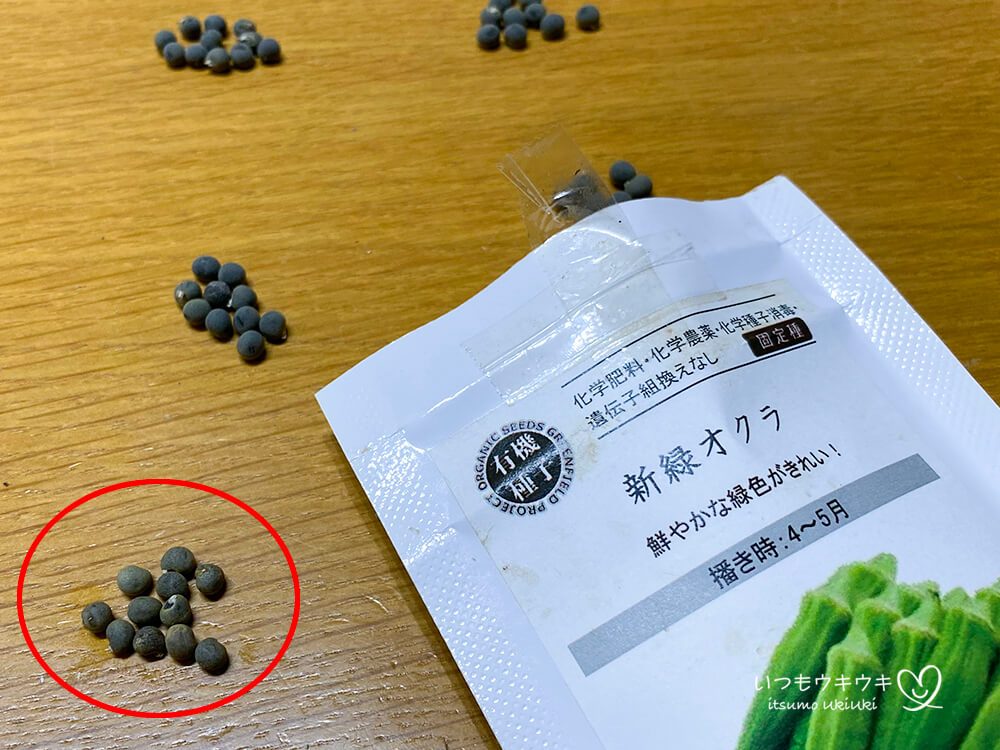 化学肥料・化学農薬・化学種子消毒・
遺伝子組換えなし
固定種
ORGANIC SEEDS GREENFIELD PROJECT
有機
種子
新緑オクラ
鮮やかな緑色がきれい!
播き時:4〜5月
いつもウキウキ
itsumo ukiuki